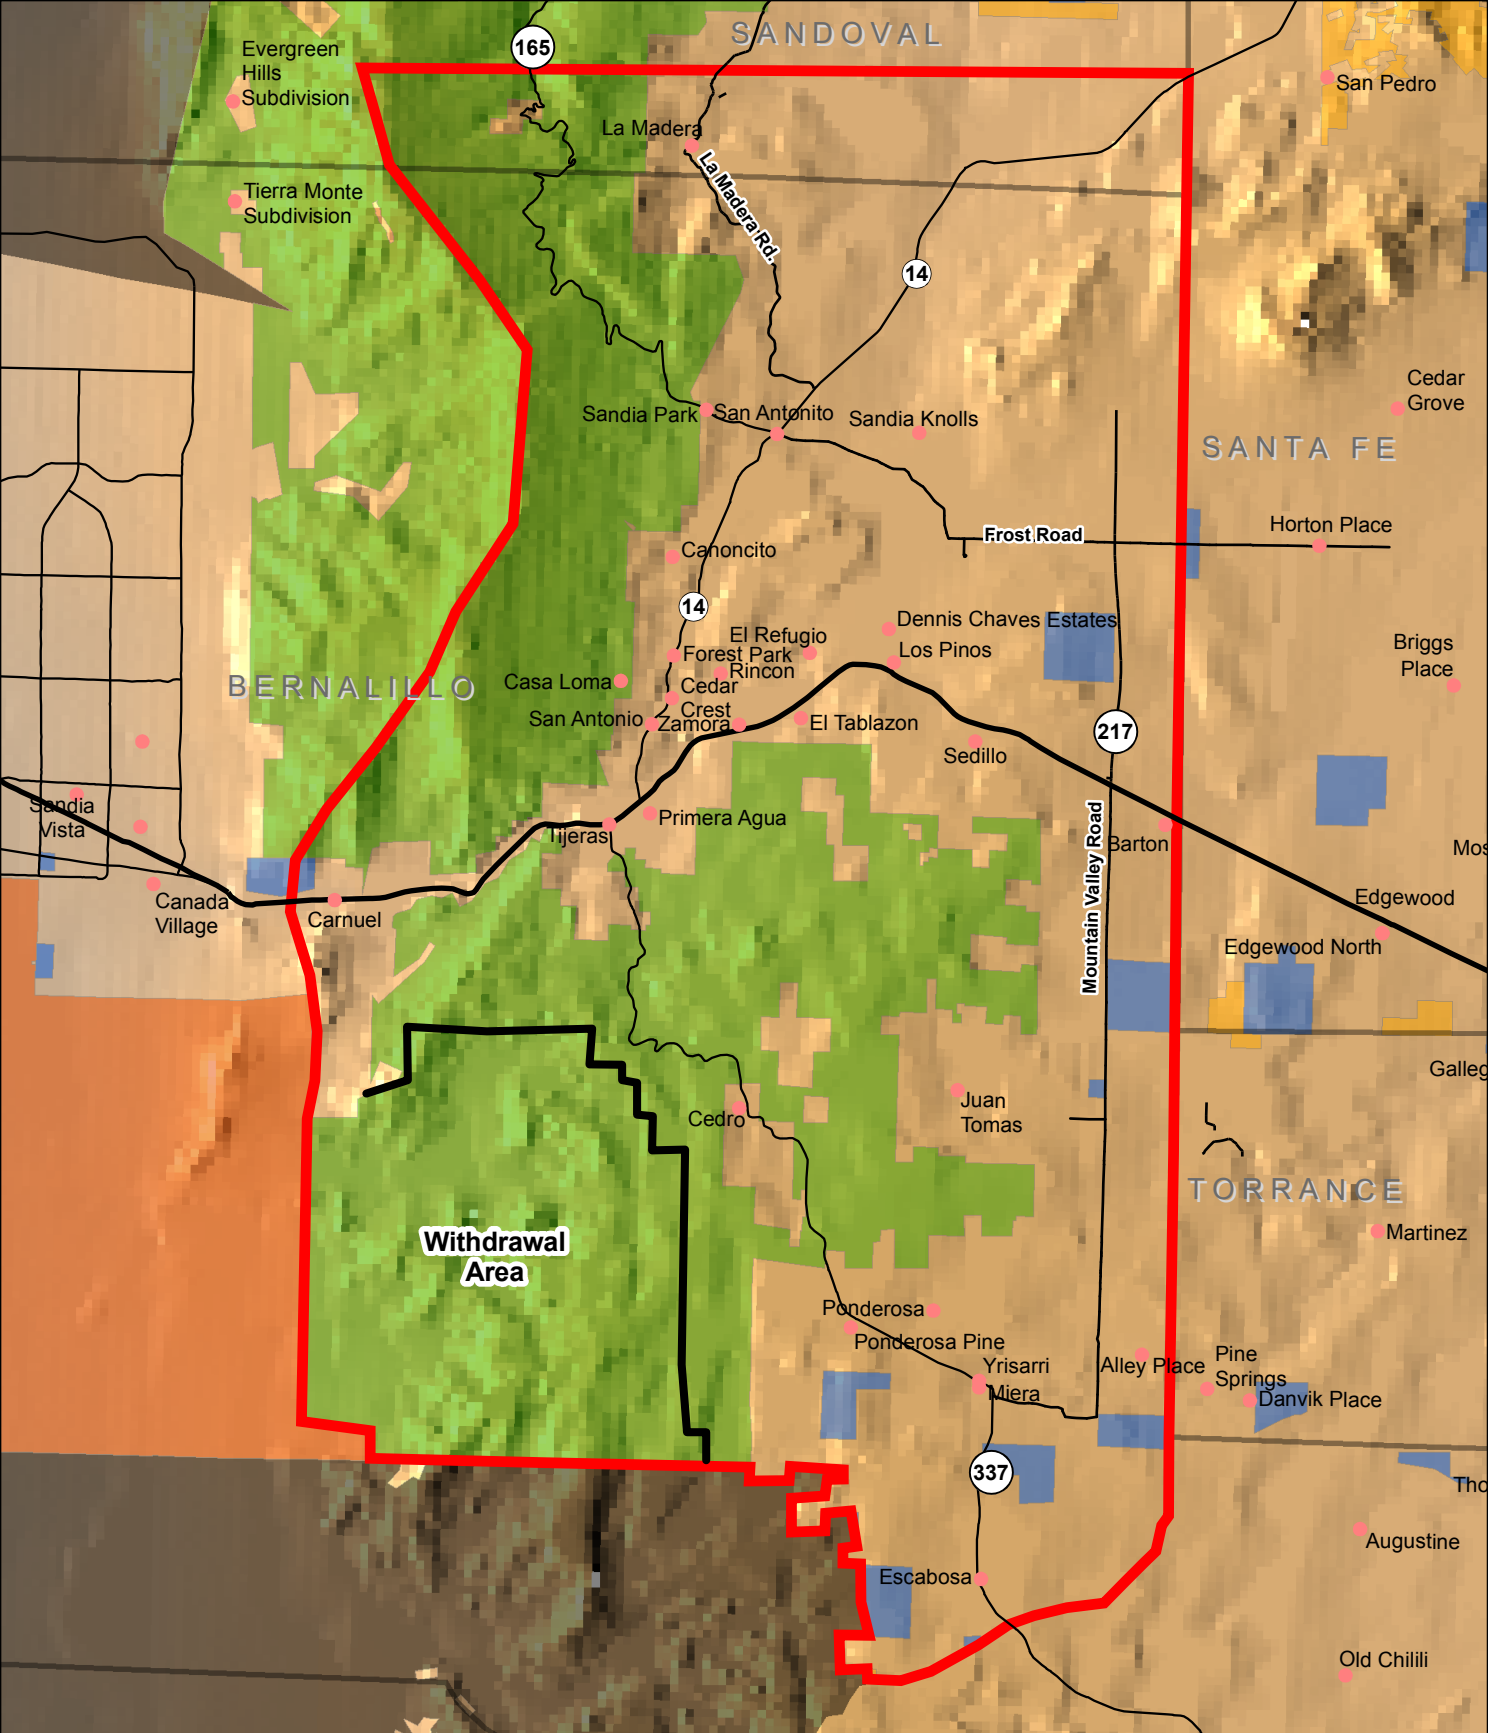 SANDOVAL
165
Evergreen
Hills
Subdivision
San Pedro
La Madera
La Madera Rd.
Tierra Monte
Subdivision
14
Cedar
Grove
Sandia Park
San Antonito
Sandia Knolls
SANTA FE
Horton Place
Frost Road
Canoncito
14
Dennis Chaves Estates
El Refugio
Forest Park
Los Pinos
Briggs
Place
Rincon
Casa Loma
Cedar
Crest
BERNALILLO
San Antonio
Zamora
El Tablazon
217
Sedillo
Sandia
Vista
Primera Agua
Tijeras
Mountain Valley Road
Barton
Mos
Canada
Village
Carnuel
Edgewood
Edgewood North
Galleg
Juan
Tomas
Cedro
TORRANCE
Martinez
Withdrawal
Area
Ponderosa
Ponderosa Pine
Yrisarri
Miera
Alley Place
Pine
Springs
Danvik Place
337
Tho
Augustine
Escabosa
Old Chilili